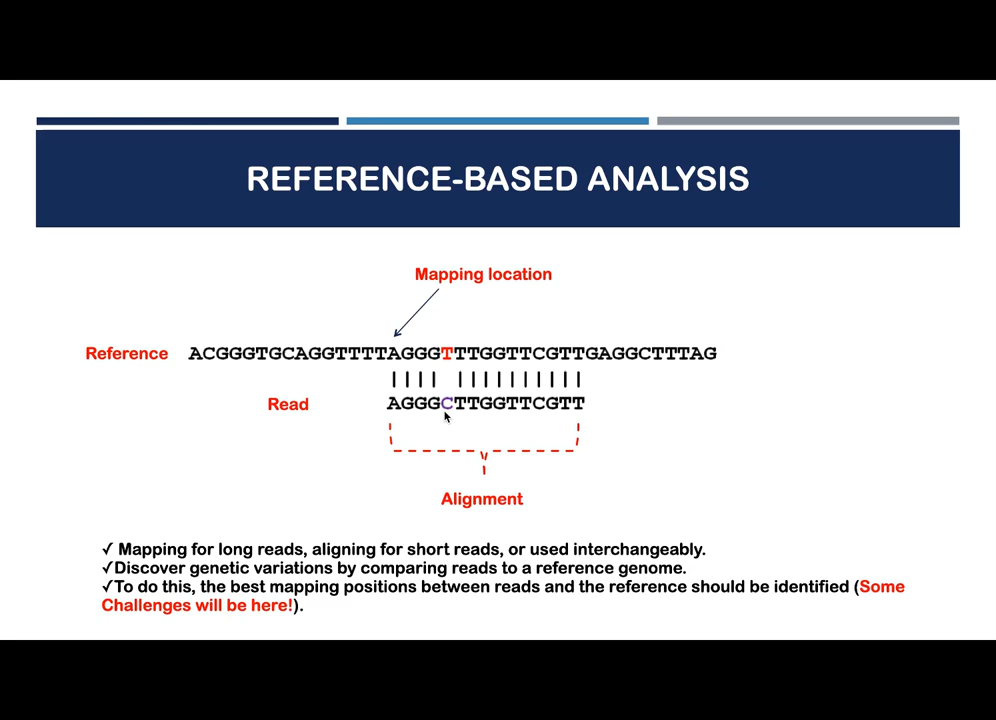 REFERENCE-BASED ANALYSIS
Mapping location
Reference ACGGGTGCAGGTTTTAGGGTTTGGTTCGTTGAGGCTTTAG
Read AGGGCTTGGTTCGTT
Alignment
✓ Mapping for long reads, aligning for short reads, or used interchangeably.
✓Discover genetic variations by comparing reads to a reference genome.
✓To do this, the best mapping positions between reads and the reference should be identified (Some
Challenges will be here!).